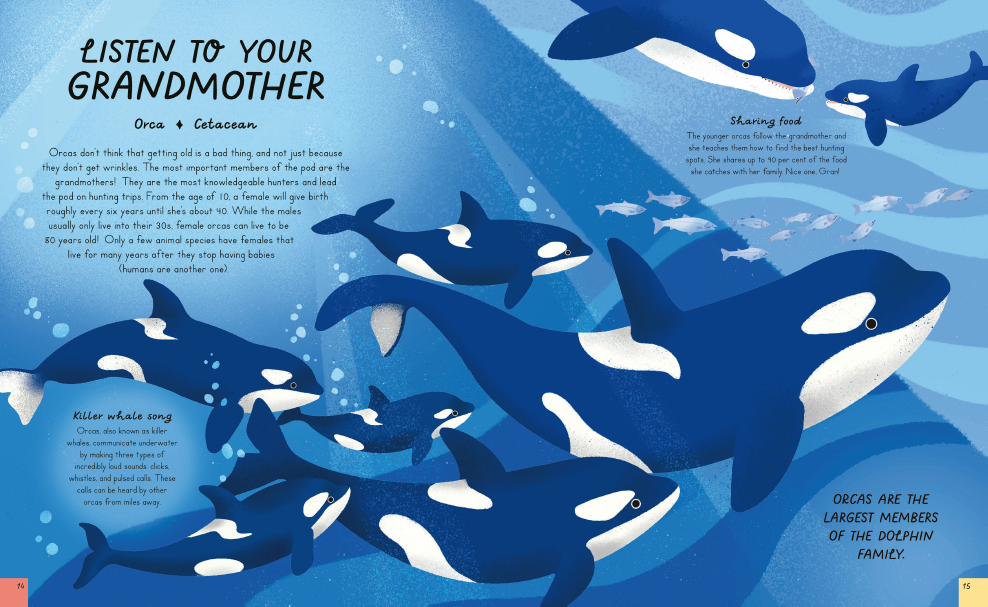 LISTEN TO YOUR
GRANDMOTHER
Orca ♦ Cetacean
Orcas don't think that getting old is a bad thing, and not just because
they don't get wrinkles. The most important members of the pod are the
grandmothers! They are the most knowledgeable hunters and lead
the pod on hunting trips. From the age of 10, a female will give birth
roughly every six years until she's about 40. While the males
usually only live into their 30s, female orcas can live to be
80 years old! Only a few animal species have females that
live for many years after they stop having babies
(humans are another one).
Sharing food
The younger orcas follow the grandmother and
she teaches them how to find the best hunting
spots. She shares up to 90 per cent of the food
she catches with her family. Nice one, Gran!
Killer whale song
Orcas, also known as killer
whales, communicate underwater
by making three types of
incredibly loud sounds: clicks,
whistles, and pulsed calls. These
calls can be heard by other
orcas from miles away.
ORCAS ARE THE
LARGEST MEMBERS
OF THE DOLPHIN
FAMILY.
14
15